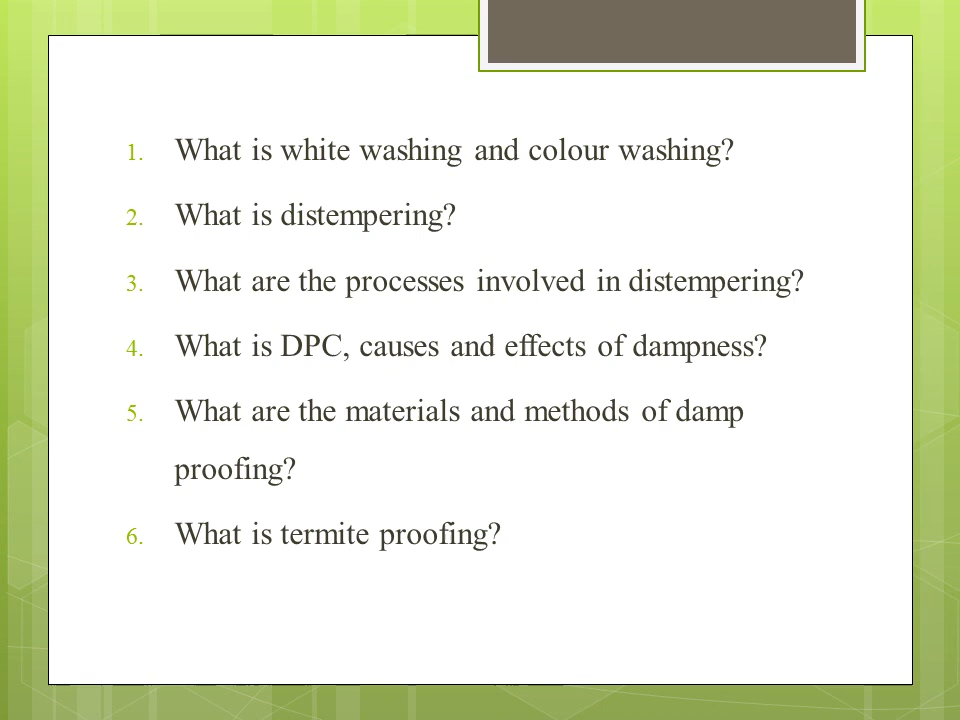 1. What is white washing and colour washing?
2. What is distempering?
3. What are the processes involved in distempering?
4. What is DPC, causes and effects of dampness?
5. What are the materials and methods of damp
proofing?
6. What is termite proofing?